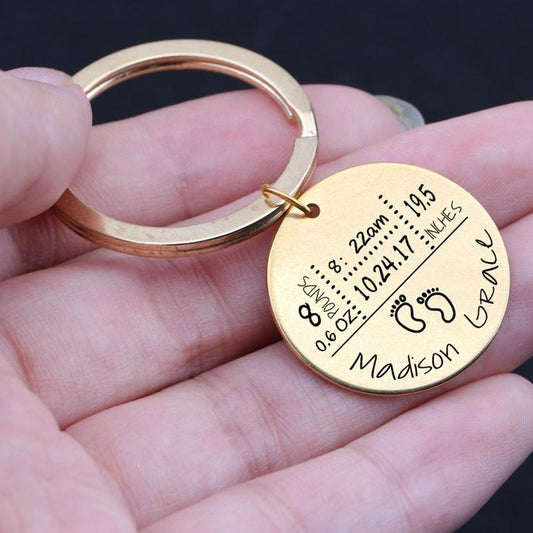 8
POUNDS
0.6 OZ
8: 22am
10.24.17
19.5
INCHES
Madison Grace